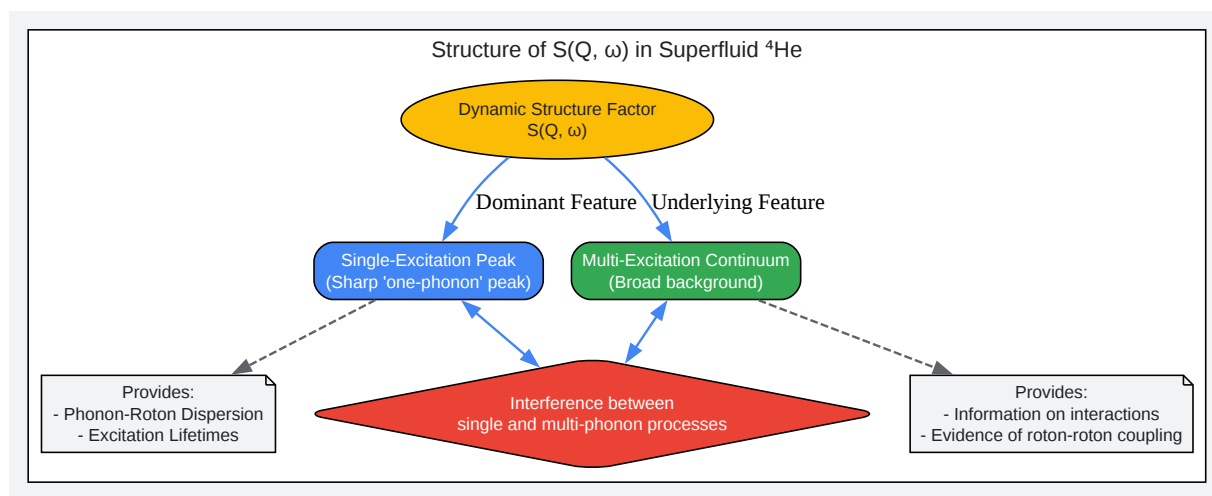 Structure of S(Q, ω) in Superfluid ⁴He
Dynamic Structure Factor
S(Q, ω)
Dominant Feature
Underlying Feature
Single-Excitation Peak
(Sharp 'one-phonon' peak)
Multi-Excitation Continuum
(Broad background)
Provides:
- Phonon-Roton Dispersion
- Excitation Lifetimes
Interference between
single and multi-phonon processes
Provides:
- Information on interactions
- Evidence of roton-roton coupling